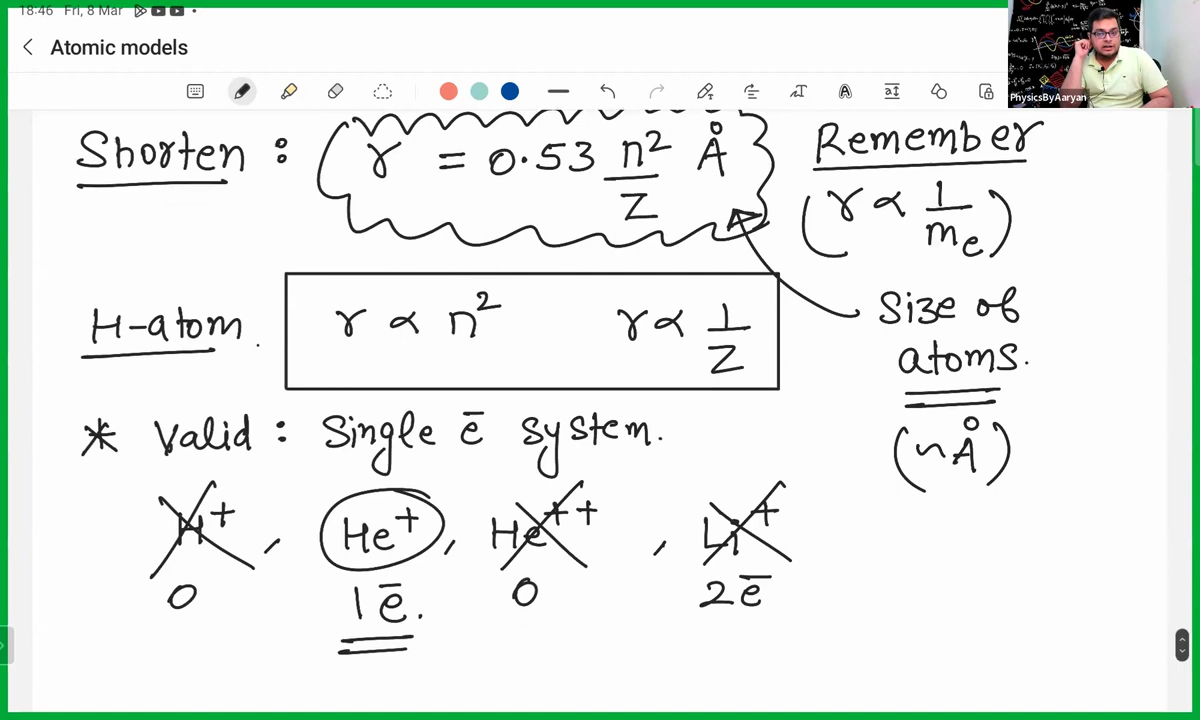 18:46 Fri, 8 Mar
Atomic models
PhysicsByAaryan
Shorten : r = 0.53 n²/Z Å
Remember
(r ∝ 1/me)
H-atom. r ∝ n² r ∝ 1/Z
Size of
atoms.
(~Å)
* Valid : Single ē system.
H+, He+, He++, Li+
0 1ē. 0 2ē